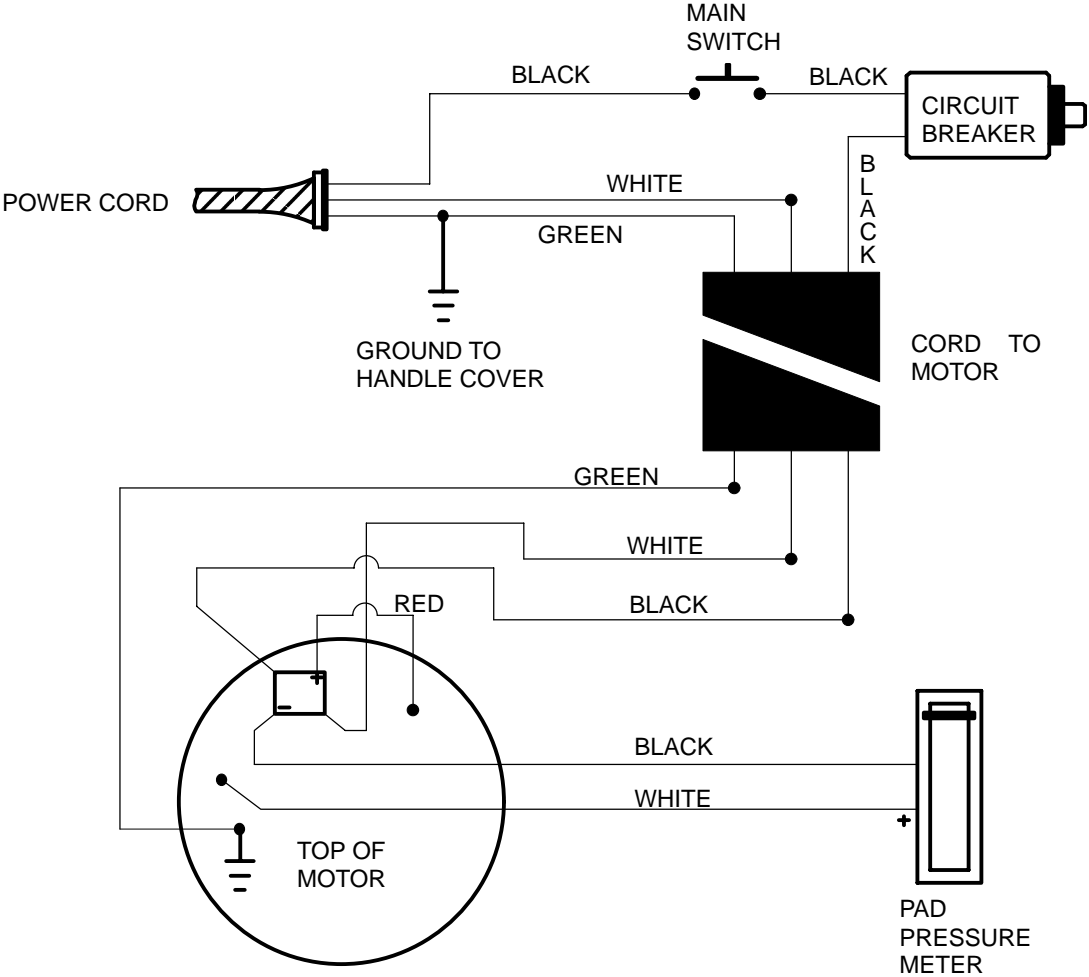 MAIN
SWITCH
BLACK
BLACK
CIRCUIT
BREAKER
POWER CORD
WHITE
BLACK
GREEN
GROUND TO
HANDLE COVER
CORD TO
MOTOR
GREEN
WHITE
RED
BLACK
+
-
BLACK
WHITE
+
TOP OF
MOTOR
PAD
PRESSURE
METER